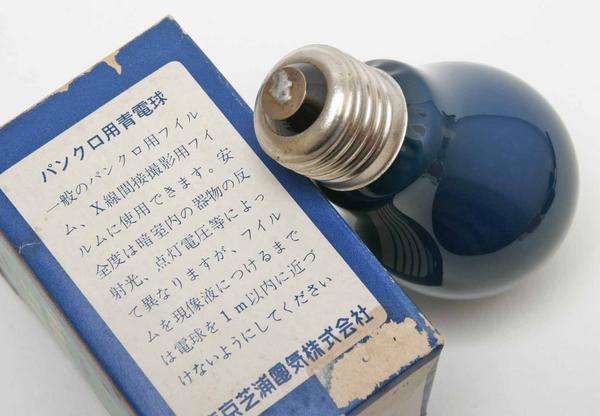 パンクロ用青電球
一般のパンクロ用フイル
ム、X線間接撮影用フイ
ルムに使用できます。安
全度は暗室内の器物の反
射光、点灯電圧等によっ
て異なりますが、フイル
ムを現像液につけるまで
は電球を1m以内に近づ
けないようにしてください
京芝浦電気株式会社